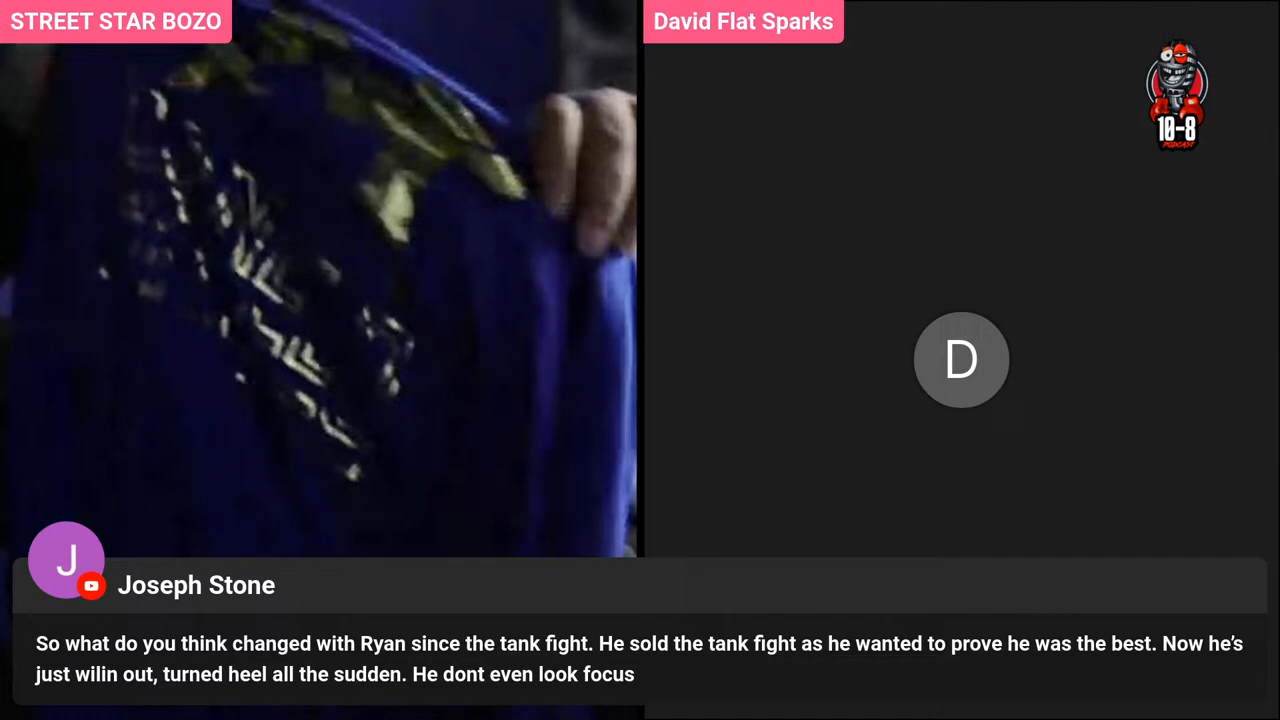 STREET STAR BOZO
David Flat Sparks
10-8
PODCAST
D
J
Joseph Stone
So what do you think changed with Ryan since the tank fight. He sold the tank fight as he wanted to prove he was the best. Now he’s
just wilin out, turned heel all the sudden. He dont even look focus